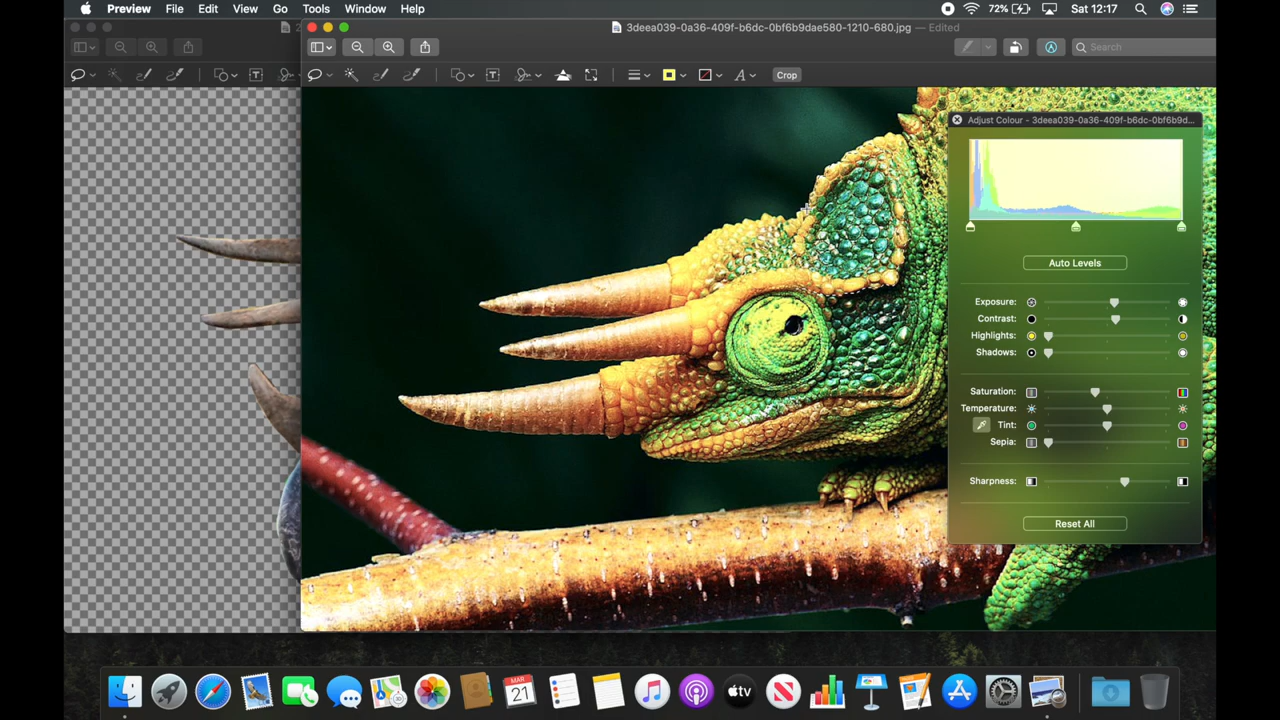 Preview File Edit View Go Tools Window Help 72% Sat 12:17
3deea039-0a36-409f-b6dc-0bf6b9dae580-1210-680.jpg — Edited
Search
T A Crop
Adjust Colour - 3deea039-0a36-409f-b6dc-0bf6b9d...
Auto Levels
Exposure:
Contrast:
Highlights:
Shadows:
Saturation:
Temperature:
Tint:
Sepia:
Sharpness:
Reset All
MAR
21
tv